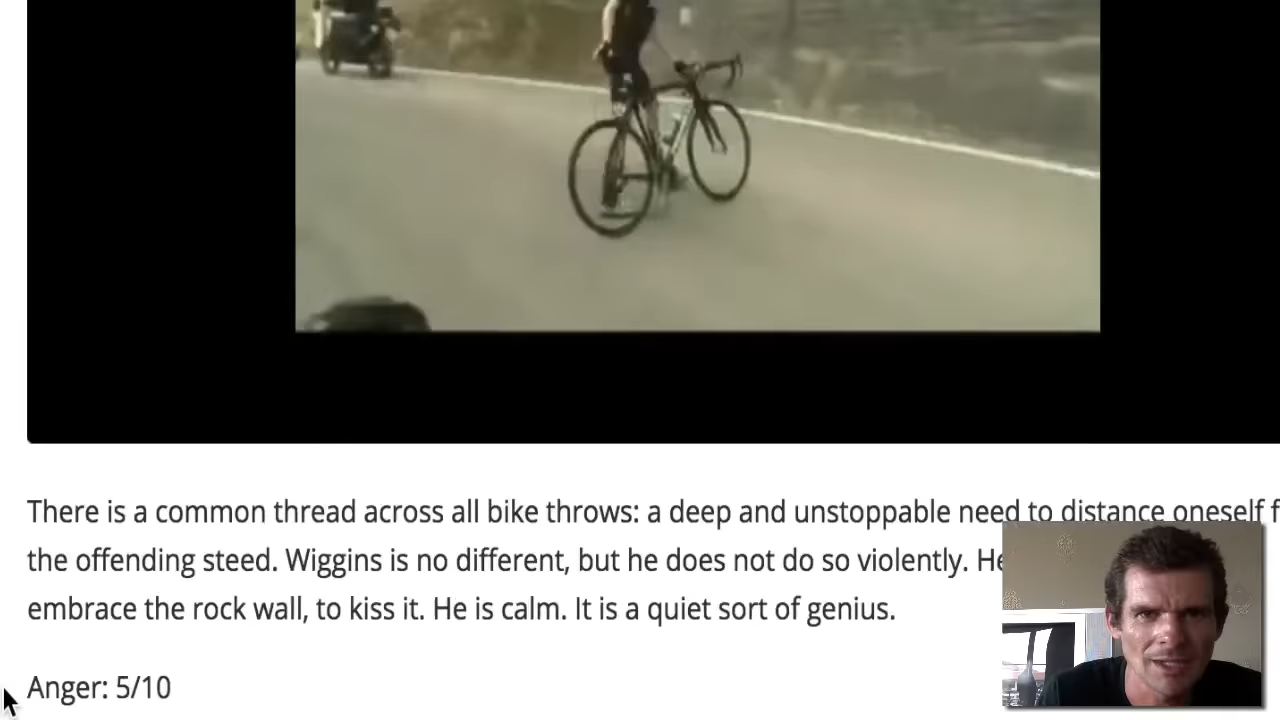 There is a common thread across all bike throws: a deep and unstoppable need to distance oneself
the offending steed. Wiggins is no different, but he does not do so violently. He
embrace the rock wall, to kiss it. He is calm. It is a quiet sort of genius.
Anger: 5/10